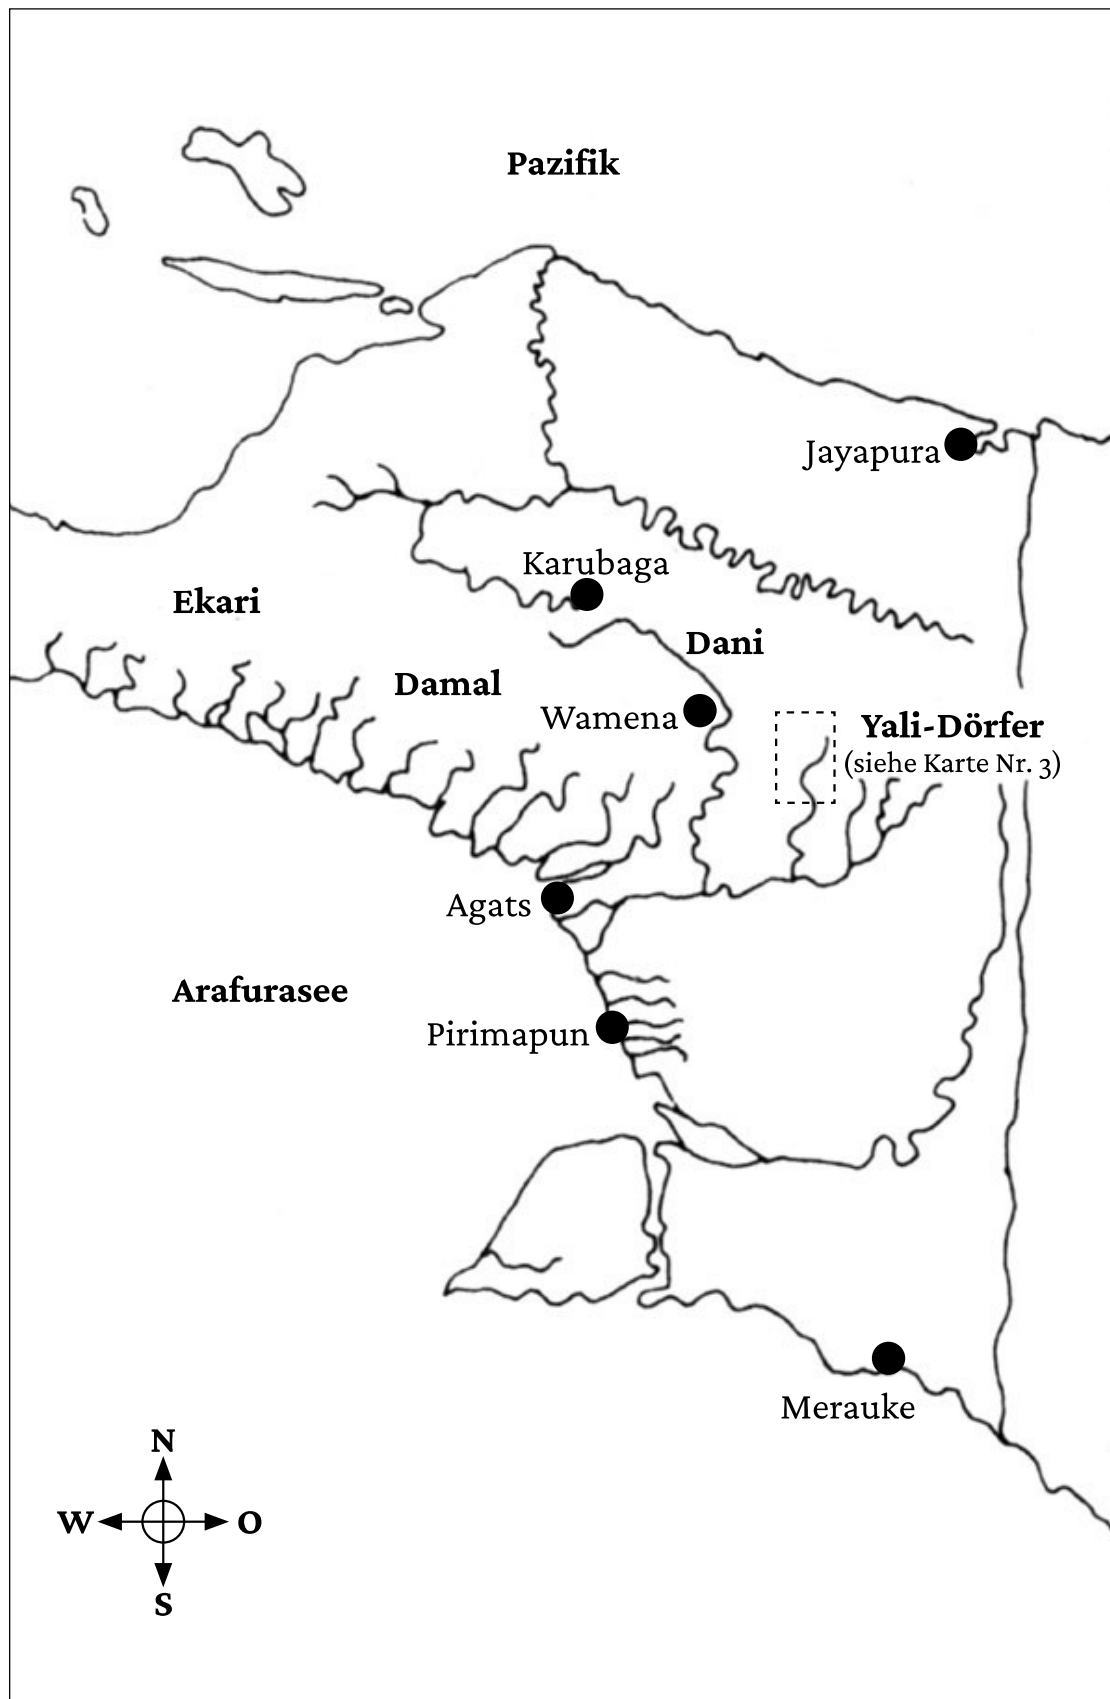 Pazifik
Jayapura
Karubaga
Ekari
Dani
Damal
Wamena
Yali-Dörfer
(siehe Karte Nr. 3)
Agats
Arafurasee
Pirimapun
Merauke
N
W
O
S